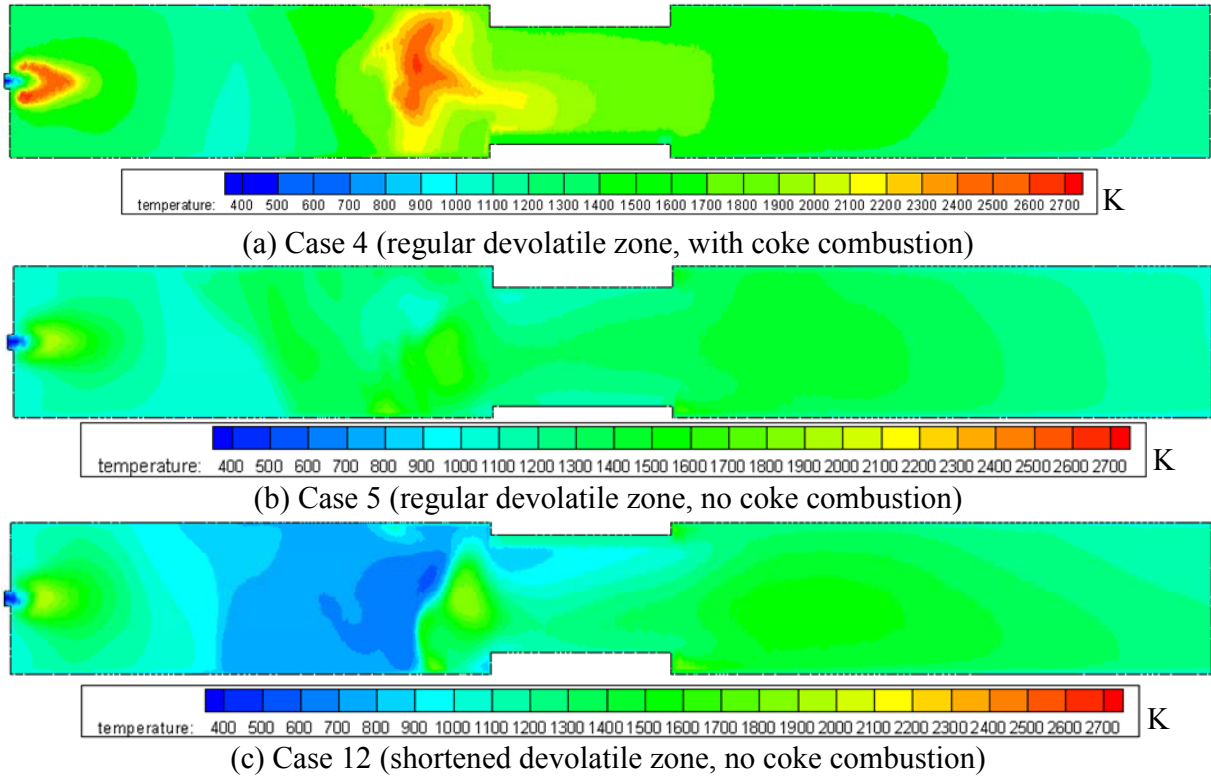 temperature: 400 500 600 700 800 900 1000 1100 1200 1300 1400 1500 1600 1700 1800 1900 2000 2100 2200 2300 2400 2500 2600 2700 K
(a) Case 4 (regular devolatile zone, with coke combustion)
temperature: 400 500 600 700 800 900 1000 1100 1200 1300 1400 1500 1600 1700 1800 1900 2000 2100 2200 2300 2400 2500 2600 2700 K
(b) Case 5 (regular devolatile zone, no coke combustion)
temperature: 400 500 600 700 800 900 1000 1100 1200 1300 1400 1500 1600 1700 1800 1900 2000 2100 2200 2300 2400 2500 2600 2700 K
(c) Case 12 (shortened devolatile zone, no coke combustion)